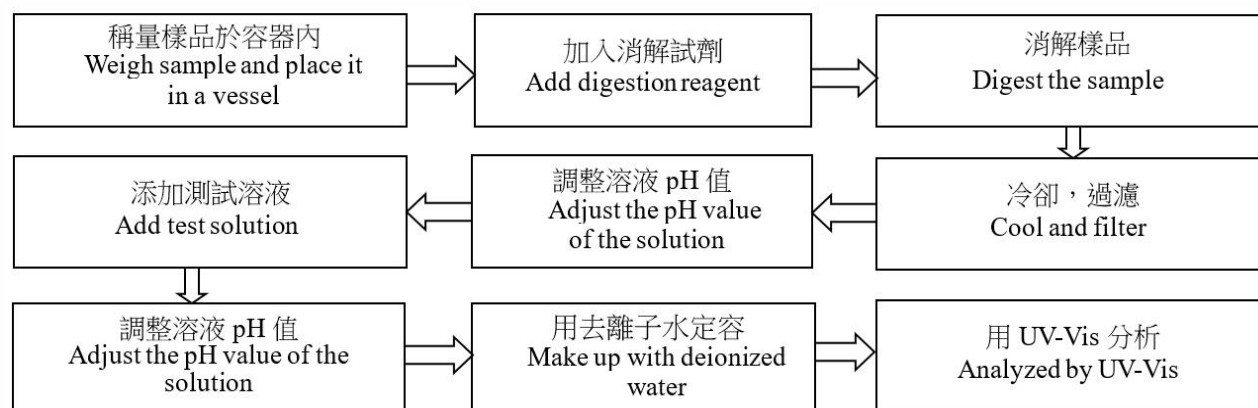 稱量樣品於容器內
Weigh sample and place it
in a vessel
加入消解試劑
Add digestion reagent
消解樣品
Digest the sample
冷卻，過濾
Cool and filter
調整溶液 pH 值
Adjust the pH value
of the solution
添加測試溶液
Add test solution
調整溶液 pH 值
Adjust the pH value of the
solution
用去離子水定容
Make up with deionized
water
用 UV-Vis 分析
Analyzed by UV-Vis